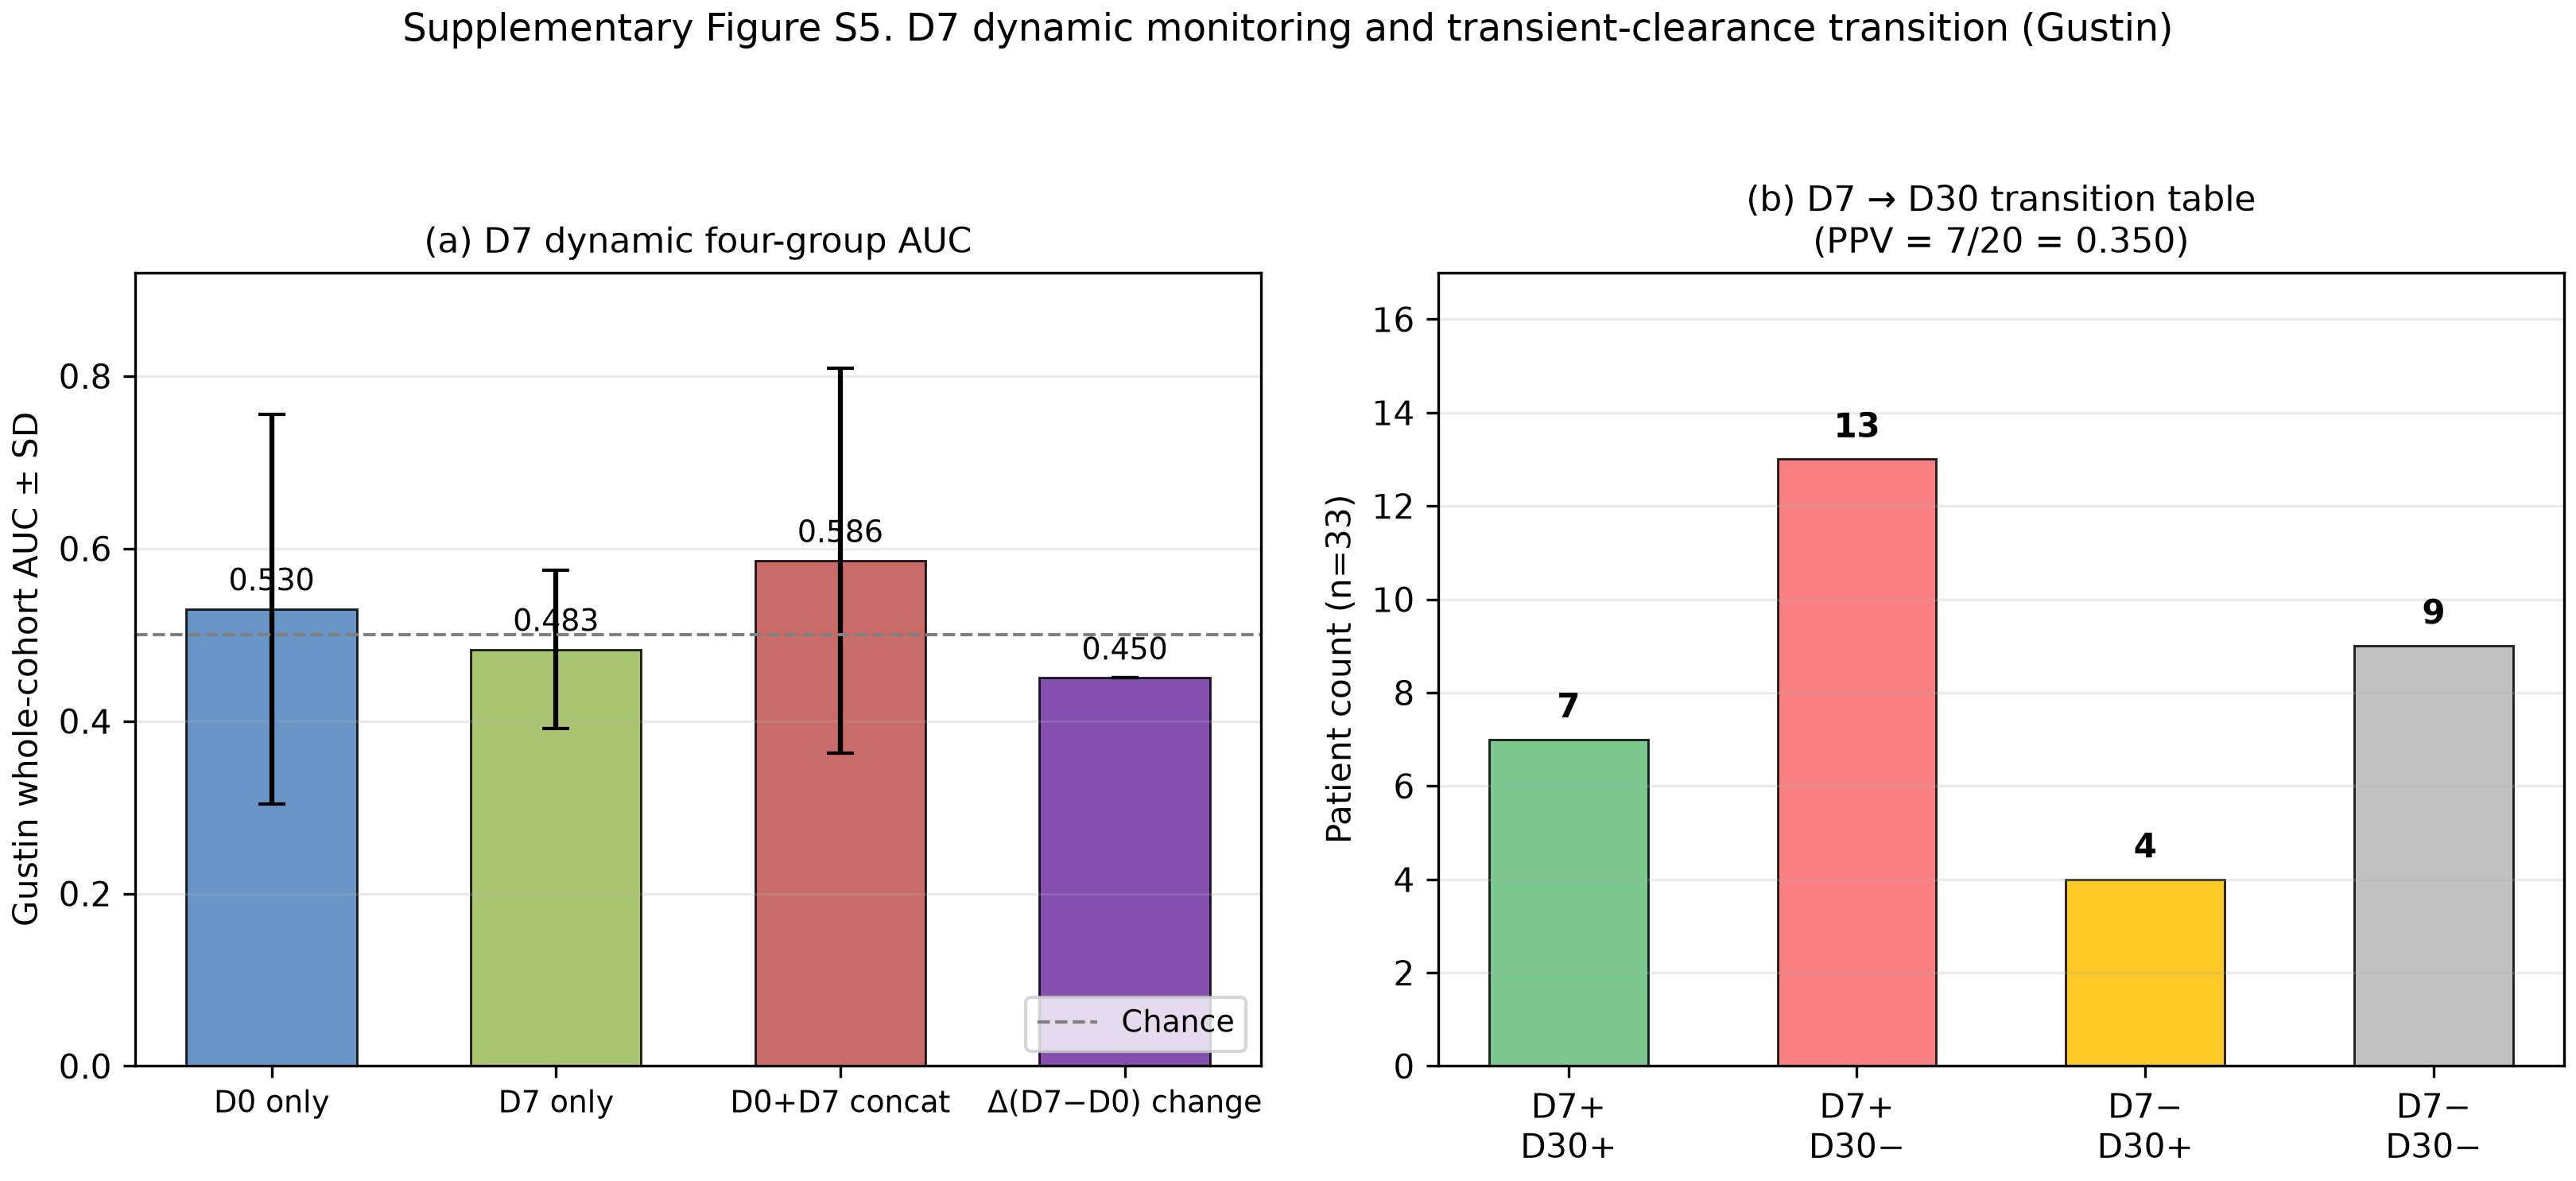 Supplementary Figure S5. D7 dynamic monitoring and transient-clearance transition (Gustin)
(a) D7 dynamic four-group AUC
Gustin whole-cohort AUC ± SD
0.8
0.6
0.4
0.2
0.0
0.530
0.483
0.586
0.450
Chance
D0 only
D7 only
D0+D7 concat
Δ(D7−D0) change
(b) D7 → D30 transition table
(PPV = 7/20 = 0.350)
Patient count (n=33)
16
14
12
10
8
6
4
2
0
7
13
4
9
D7+
D30+
D7+
D30−
D7−
D30+
D7−
D30−